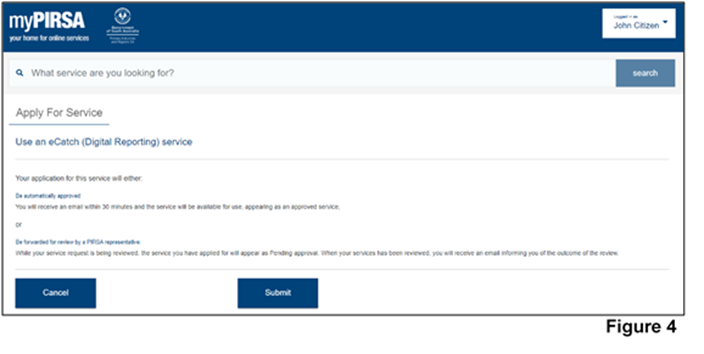 myPIRSA
your home for online services
Government
of South Australia
Primary Industries
and Regions SA
Logged in as
John Citizen
What service are you looking for?
search
Apply For Service
Use an eCatch (Digital Reporting) service
Your application for this service will either:
Be automatically approved
You will receive an email within 30 minutes and the service will be available for use, appearing as an approved service;
or
Be forwarded for review by a PIRSA representative
While your service request is being reviewed, the service you have applied for will appear as Pending approval. When your services has been reviewed, you will receive an email informing you of the outcome of the review.
Cancel
Submit
Figure 4